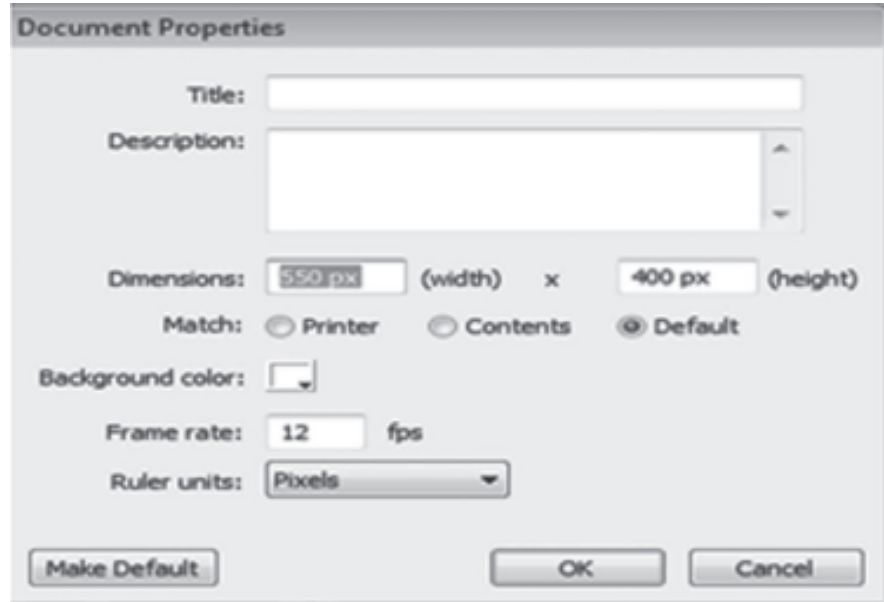 Document Properties
Title:
Description:
Dimensions: 550 px (width) x 400 px (height)
Match: Printer Contents Default
Background color:
Frame rate: 12 fps
Ruler units: Pixels
Make Default OK Cancel